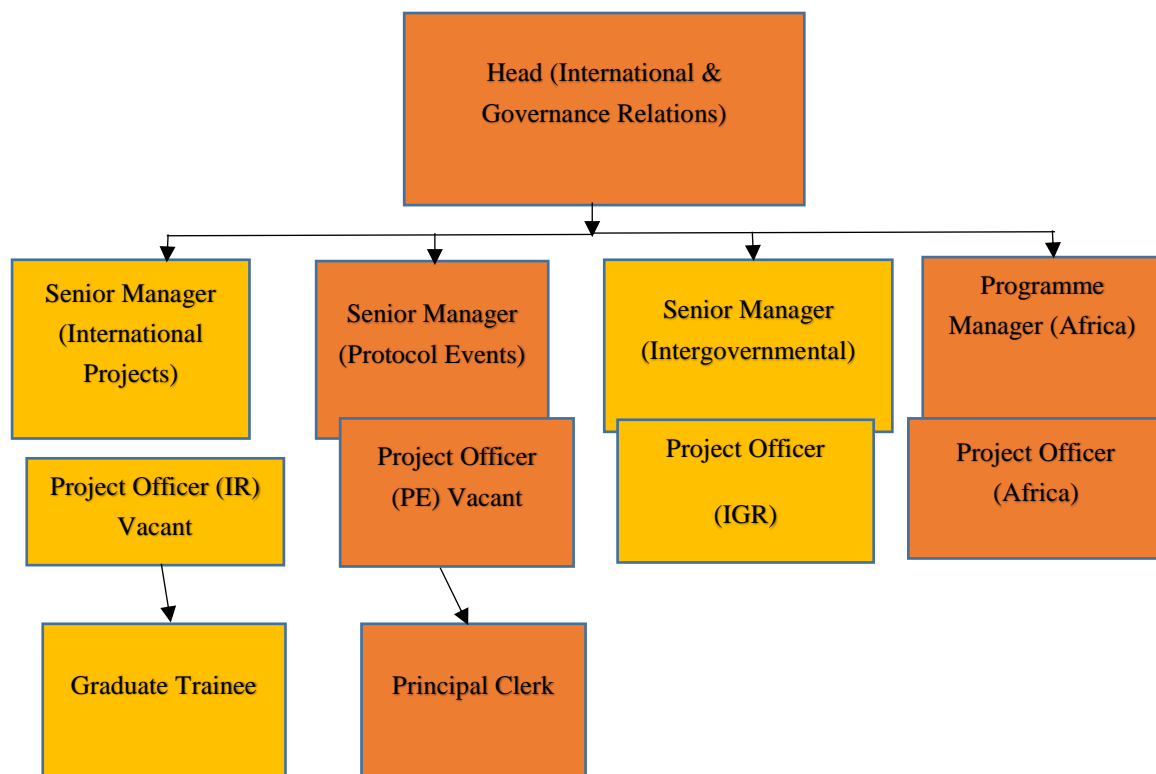 Head (International &
Governance Relations)
Senior Manager
(International
Projects)
Senior Manager
(Protocol Events)
Senior Manager
(Intergovernmental)
Programme
Manager (Africa)
Project Officer (IR)
Vacant
Project Officer
(PE) Vacant
Project Officer
(IGR)
Project Officer
(Africa)
Graduate Trainee
Principal Clerk